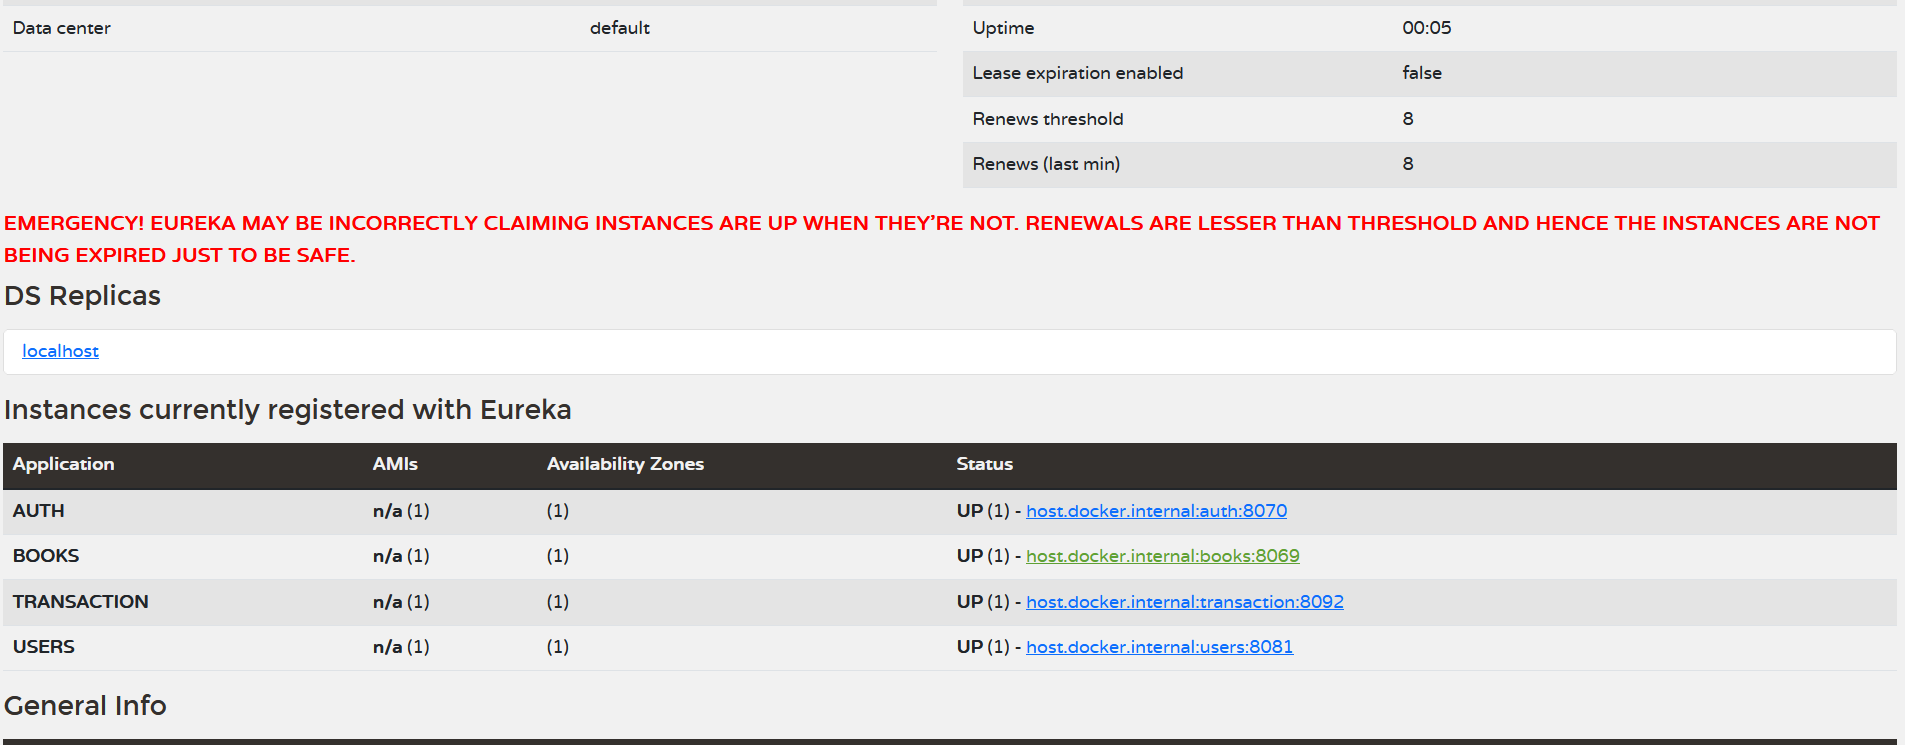 Data center default
Uptime 00:05
Lease expiration enabled false
Renews threshold 8
Renews (last min) 8
EMERGENCY! EUREKA MAY BE INCORRECTLY CLAIMING INSTANCES ARE UP WHEN THEY'RE NOT. RENEWALS ARE LESSER THAN THRESHOLD AND HENCE THE INSTANCES ARE NOT
BEING EXPIRED JUST TO BE SAFE.
DS Replicas
localhost
Instances currently registered with Eureka
Application AMIs Availability Zones Status
AUTH n/a (1) (1) UP (1) - host.docker.internal:auth:8070
BOOKS n/a (1) (1) UP (1) - host.docker.internal:books:8069
TRANSACTION n/a (1) (1) UP (1) - host.docker.internal:transaction:8092
USERS n/a (1) (1) UP (1) - host.docker.internal:users:8081
General Info